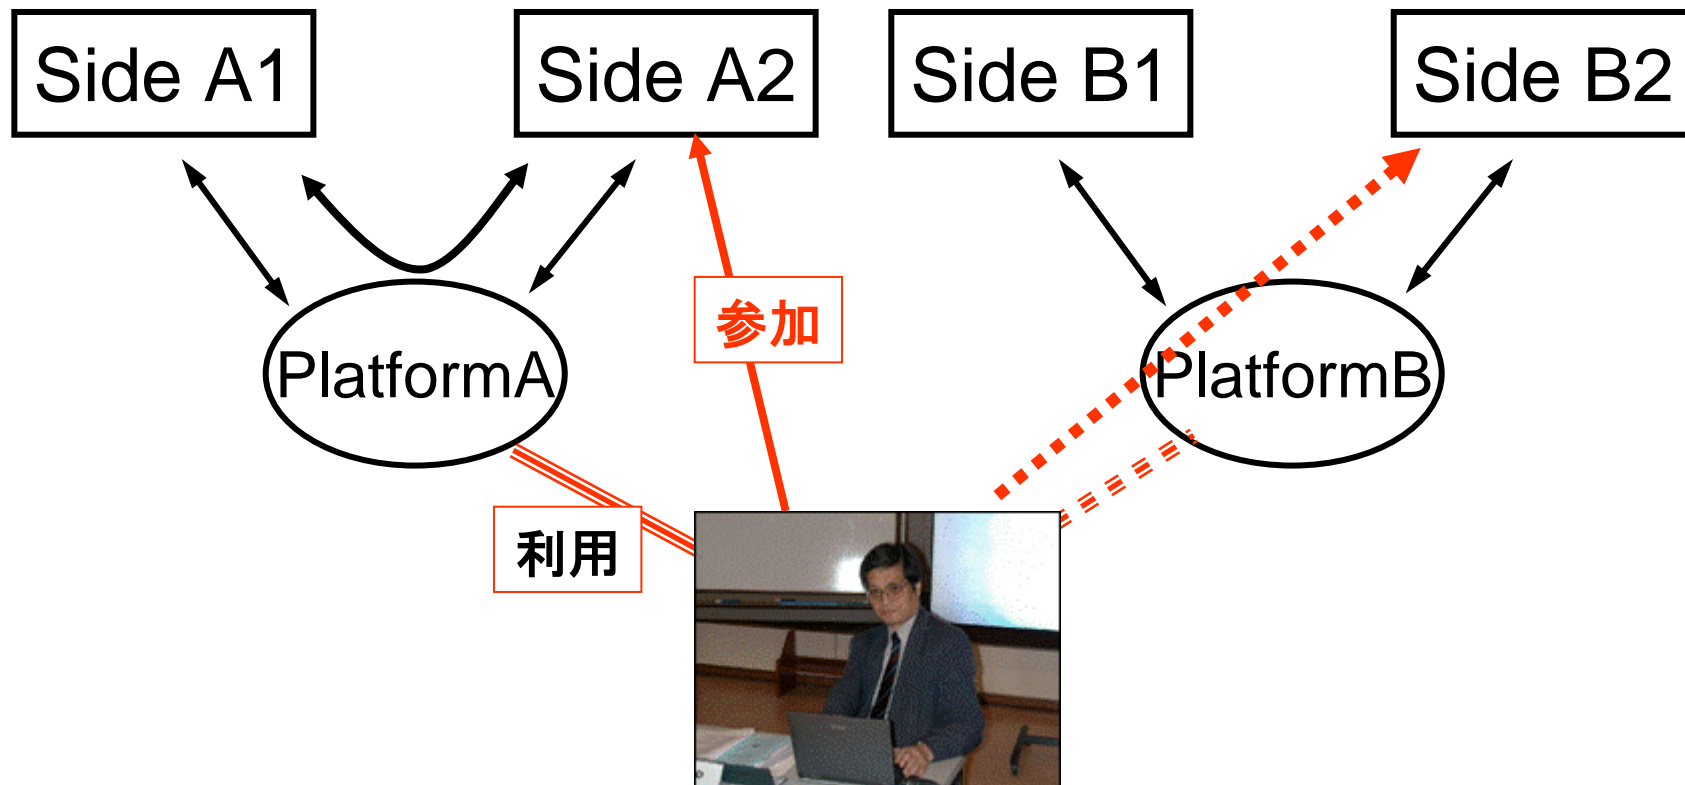 Side A1
Side A2
Side B1
Side B2
参加
PlatformA
PlatformB
利用